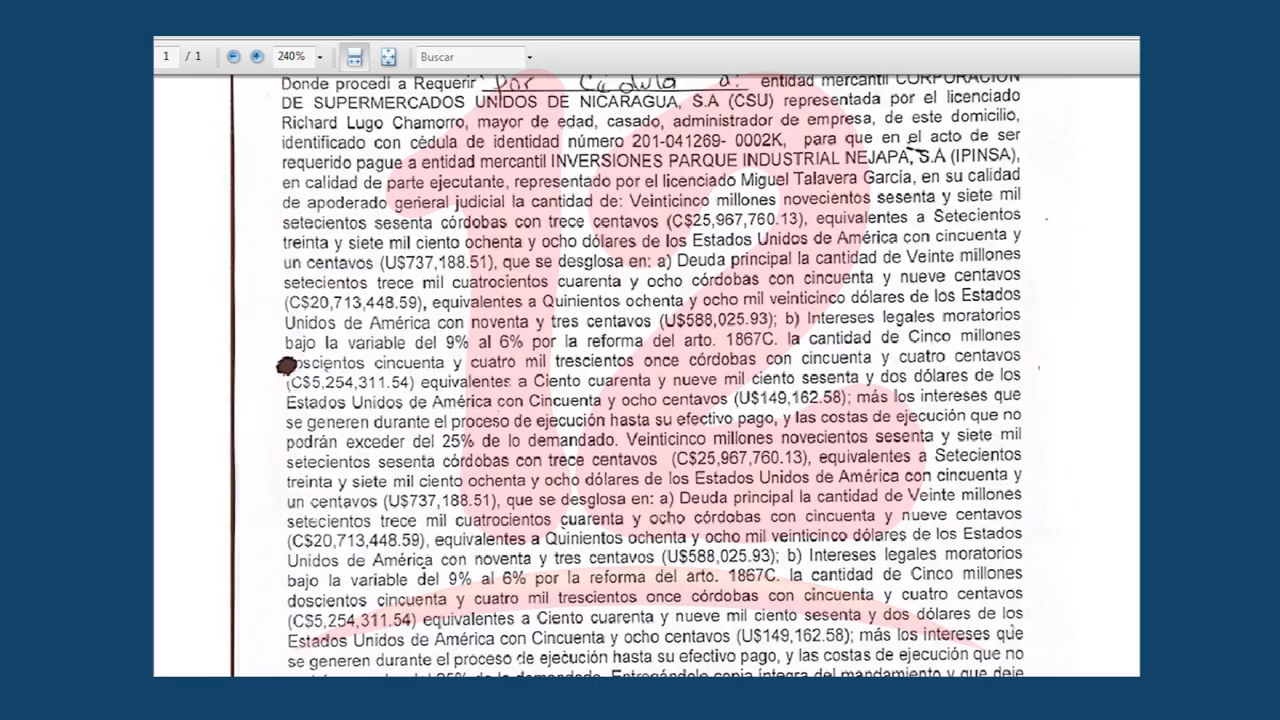 1 / 1 240% Buscar
Donde procedí a Requerir por Cédula a: entidad mercantil CORPORACION
DE SUPERMERCADOS UNIDOS DE NICARAGUA, S.A (CSU) representada por el licenciado
Richard Lugo Chamorro, mayor de edad, casado, administrador de empresa, de este domicilio,
identificado con cédula de identidad número 201-041269- 0002K, para que en el acto de ser
requerido pague a entidad mercantil INVERSIONES PARQUE INDUSTRIAL NEJAPA, S.A (IPINSA),
en calidad de parte ejecutante, representado por el licenciado Miguel Talavera García, en su calidad
de apoderado general judicial la cantidad de: Veinticinco millones novecientos sesenta y siete mil
setecientos sesenta córdobas con trece centavos (C$25,967,760.13), equivalentes a Setecientos
treinta y siete mil ciento ochenta y ocho dólares de los Estados Unidos de América con cincuenta y
un centavos (U$737,188.51), que se desglosa en: a) Deuda principal la cantidad de Veinte millones
setecientos trece mil cuatrocientos cuarenta y ocho córdobas con cincuenta y nueve centavos
(C$20,713,448.59), equivalentes a Quinientos ochenta y ocho mil veinticinco dólares de los Estados
Unidos de América con noventa y tres centavos (U$588,025.93); b) Intereses legales moratorios
bajo la variable del 9% al 6% por la reforma del arto. 1867C. la cantidad de Cinco millones
oscientos cincuenta y cuatro mil trescientos once córdobas con cincuenta y cuatro centavos
(C$5,254,311.54) equivalentes a Ciento cuarenta y nueve mil ciento sesenta y dos dólares de los
Estados Unidos de América con Cincuenta y ocho centavos (U$149,162.58); más los intereses que
se generen durante el proceso de ejecución hasta su efectivo pago, y las costas de ejecución que no
podrán exceder del 25% de lo demandado. Veinticinco millones novecientos sesenta y siete mil
setecientos sesenta córdobas con trece centavos (C$25,967,760.13), equivalentes a Setecientos
treinta y siete mil ciento ochenta y ocho dólares de los Estados Unidos de América con cincuenta y
un centavos (U$737,188.51), que se desglosa en: a) Deuda principal la cantidad de Veinte millones
setecientos trece mil cuatrocientos cuarenta y ocho córdobas con cincuenta y nueve centavos
(C$20,713,448.59), equivalentes a Quinientos ochenta y ocho mil veinticinco dólares de los Estados
Unidos de América con noventa y tres centavos (U$588,025.93); b) Intereses legales moratorios
bajo la variable del 9% al 6% por la reforma del arto. 1867C. la cantidad de Cinco millones
doscientos cincuenta y cuatro mil trescientos once córdobas con cincuenta y cuatro centavos
(C$5,254,311.54) equivalentes a Ciento cuarenta y nueve mil ciento sesenta y dos dólares de los
Estados Unidos de América con Cincuenta y ocho centavos (U$149,162.58); más los intereses que
se generen durante el proceso de ejecución hasta su efectivo pago, y las costas de ejecución que no
25% de lo demandado. Entregándole copia íntegra del mandamiento y que deje
12